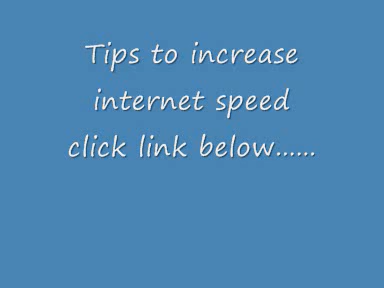 Tips to increase
internet speed
click link below......